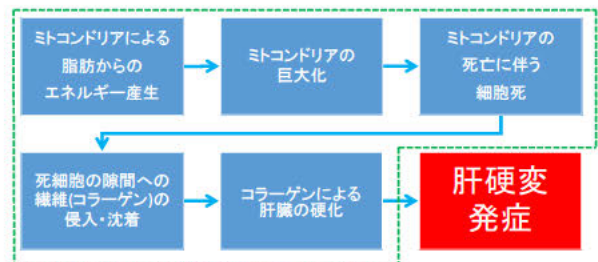 ミトコンドリアによる
脂肪からの
エネルギー産生
ミトコンドリアの
巨大化
ミトコンドリアの
死亡に伴う
細胞死
死細胞の隙間への
繊維(コラーゲン)の
侵入・沈着
コラーゲンによる
肝臓の硬化
肝硬変
発症